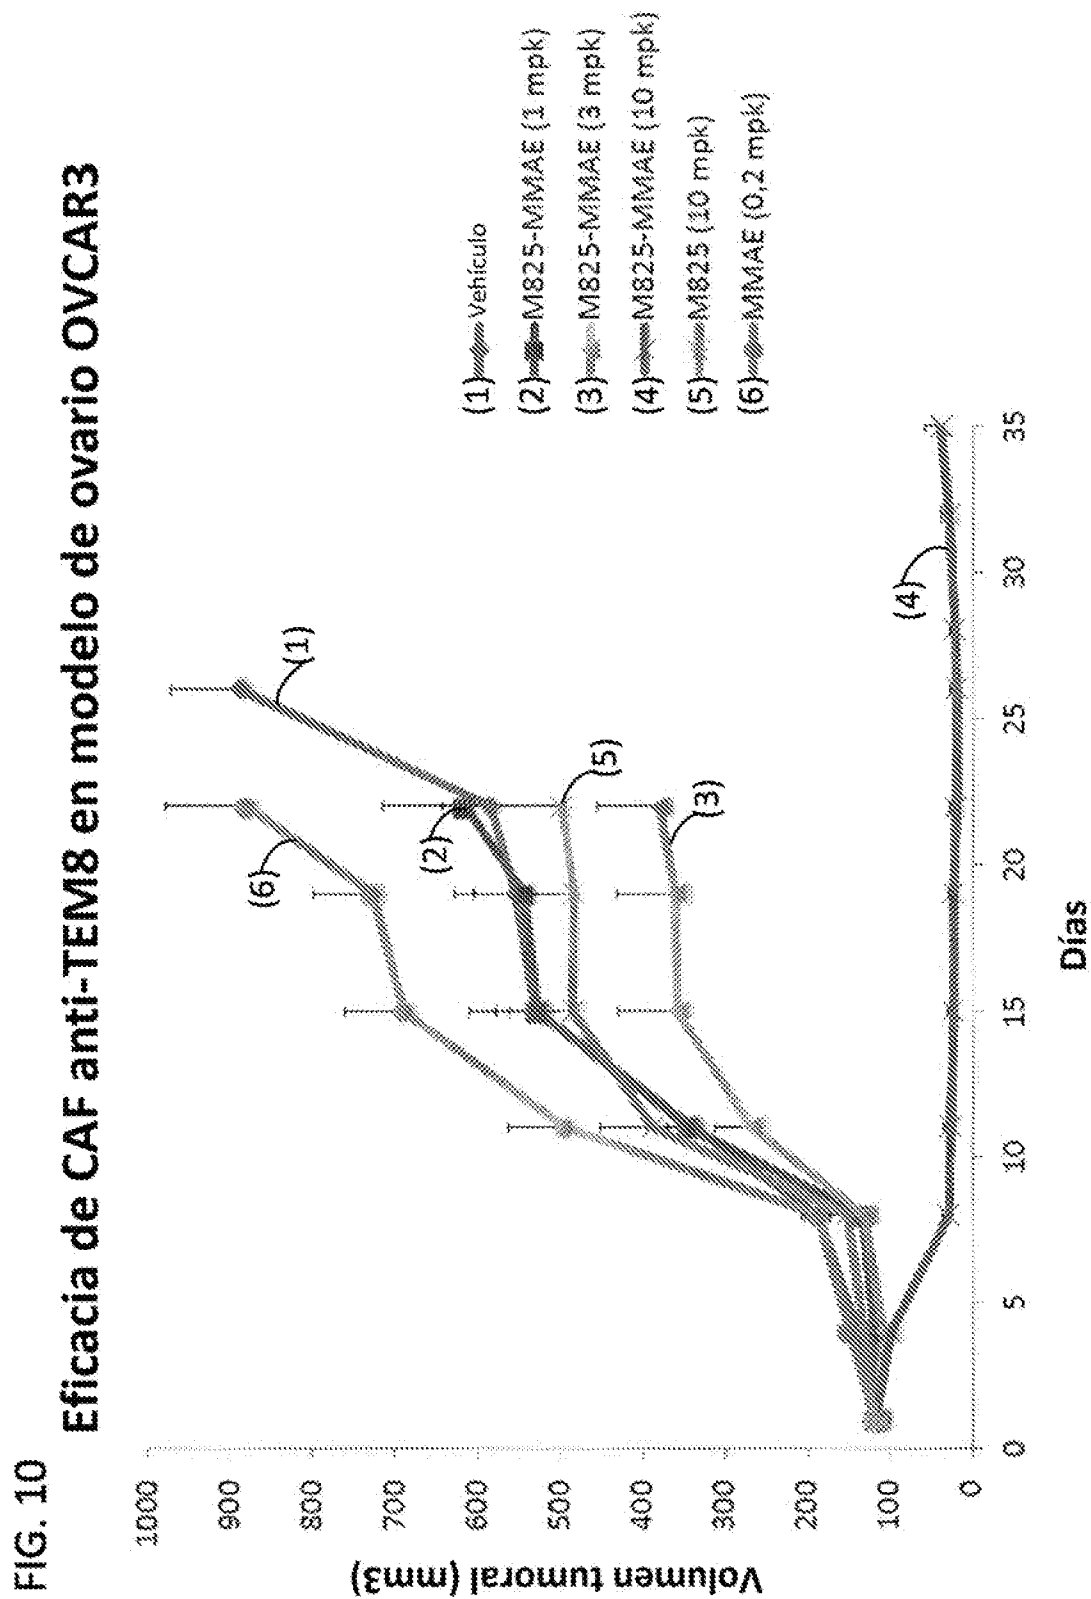 FIG. 10
Eficacia de CAF anti-TEM8 en modelo de ovario OVCAR3
Volumen tumoral (mm3)
1000
900
800
700
600
500
400
300
200
100
0
0
5
10
15
20
25
30
35
Días
(6)
(1)
(2)
(5)
(3)
(4)
(1) Vehículo
(2) M825-MMAE (1 mpk)
(3) M825-MMAE (3 mpk)
(4) M825-MMAE (10 mpk)
(5) M825 (10 mpk)
(6) MMAE (0,2 mpk)